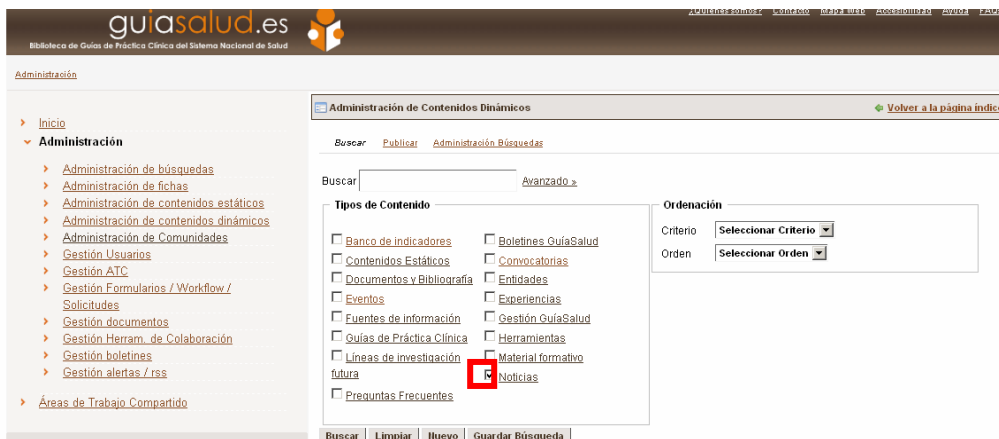 ¿Quiénes somos? Contacto Mapa Web Accesibilidad Ayuda FAQs
guíasalud.es
Biblioteca de Guías de Práctica Clínica del Sistema Nacional de Salud
Administración
Inicio
Administración
Administración de búsquedas
Administración de fichas
Administración de contenidos estáticos
Administración de contenidos dinámicos
Administración de Comunidades
Gestión Usuarios
Gestión ATC
Gestión Formularios / Workflow /
Solicitudes
Gestión documentos
Gestión Herram. de Colaboración
Gestión boletines
Gestión alertas / rss
Áreas de Trabajo Compartido
Administración de Contenidos Dinámicos
Volver a la página índice
Buscar Publicar Administración Búsquedas
Buscar Avanzado »
Tipos de Contenido
Banco de indicadores Boletines GuíaSalud
Contenidos Estáticos Convocatorias
Documentos y Bibliografía Entidades
Eventos Experiencias
Fuentes de información Gestión GuíaSalud
Guías de Práctica Clínica Herramientas
Líneas de investigación Material formativo
futura Noticias
Preguntas Frecuentes
Ordenación
Criterio Seleccionar Criterio
Orden Seleccionar Orden
Buscar Limpiar Nuevo Guardar Búsqueda